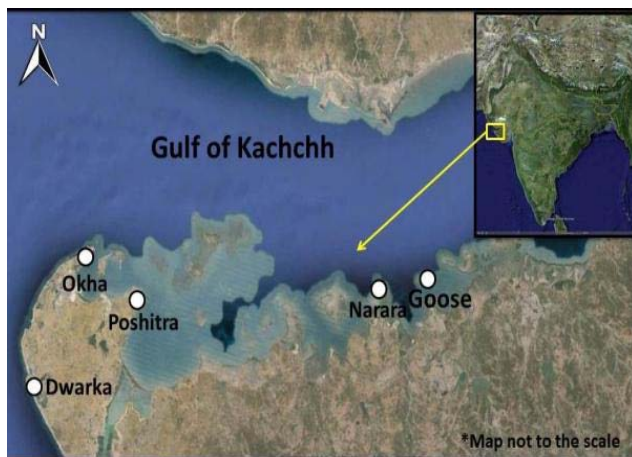 N
Gulf of Kachchh
Okha
Poshitra
Narara
Goose
Dwarka
*Map not to the scale